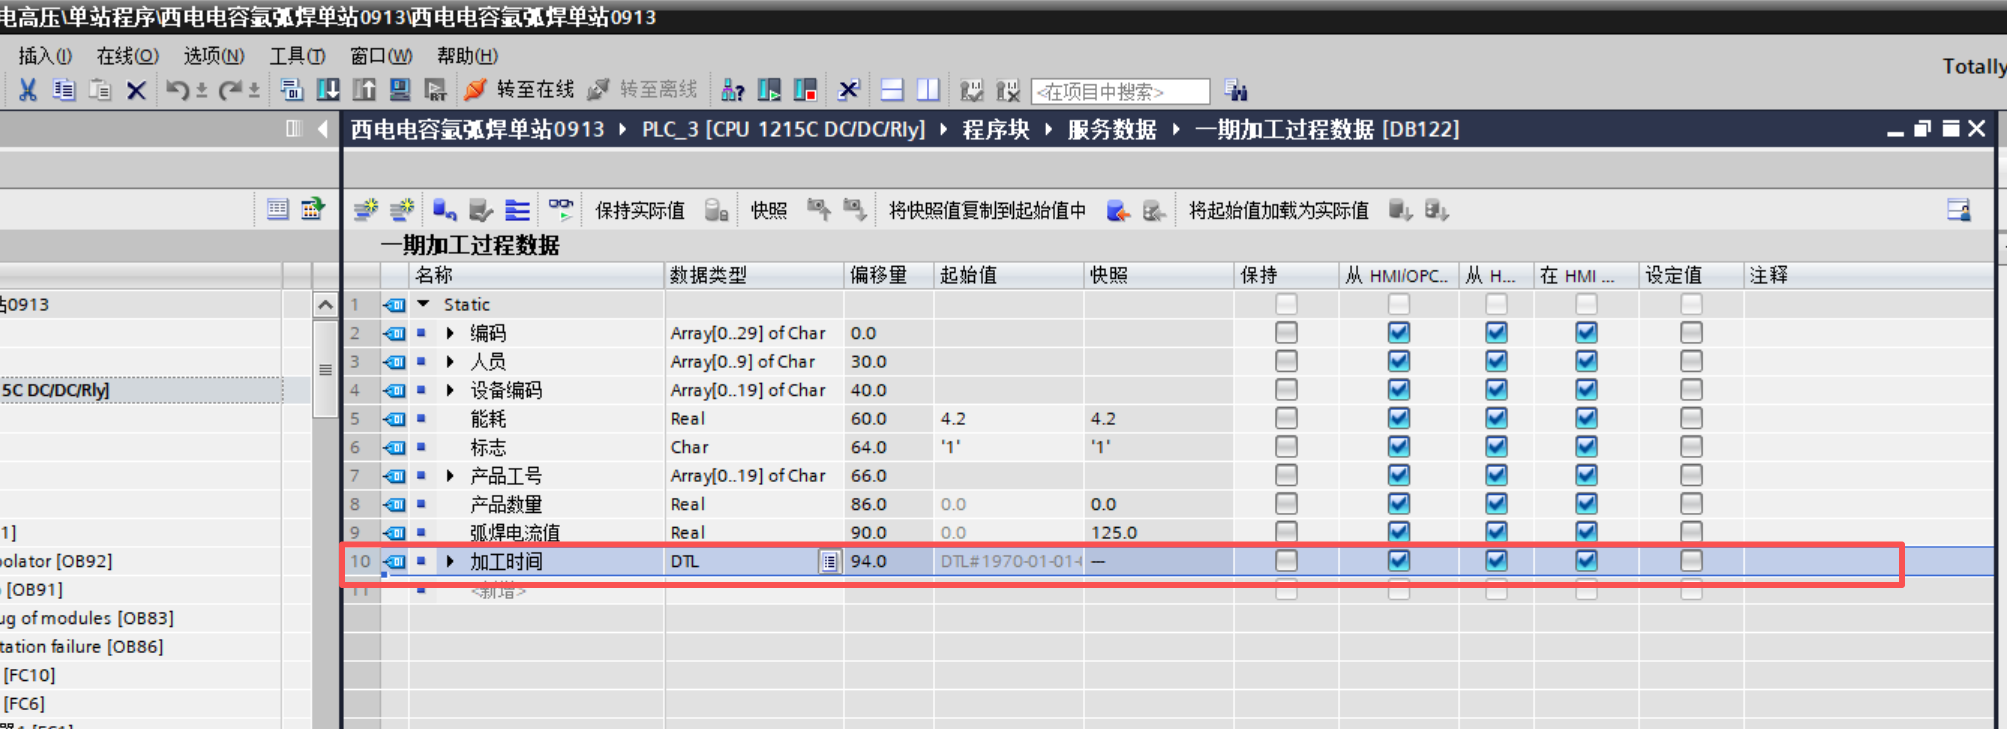 电高压\单站程序\西电电容氩弧焊单站0913\西电电容氩弧焊单站0913
插入(I) 在线(O) 选项(N) 工具(T) 窗口(W) 帮助(H)
Totally
转至在线 转至离线 <在项目中搜索>
西电电容氩弧焊单站0913 PLC_3 [CPU 1215C DC/DC/Rly] 程序块 服务数据 一期加工过程数据 [DB122]
保持实际值 快照 将快照值复制到起始值中 将起始值加载为实际值
一期加工过程数据
名称 数据类型 偏移量 起始值 快照 保持 从 HMI/OPC... 从 H... 在 HMI ... 设定值 注释
站0913
1 Static
2 编码 Array[0..29] of Char 0.0
3 人员 Array[0..9] of Char 30.0
5C DC/DC/Rly]
4 设备编码 Array[0..19] of Char 40.0
5 能耗 Real 60.0 4.2 4.2
6 标志 Char 64.0 '1' '1'
7 产品工号 Array[0..19] of Char 66.0
8 产品数量 Real 86.0 0.0 0.0
1]
9 弧焊电流值 Real 90.0 0.0 125.0
polator [OB92]
10 加工时间 DTL 94.0 DTL#1970-01-01- —
[OB91]
11 <新增>
ug of modules [OB83]
tation failure [OB86]
[FC10]
[FC6]